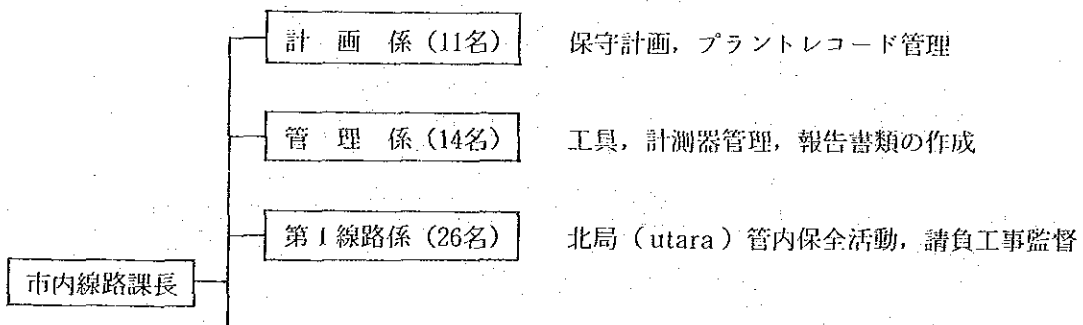 計画係(11名) 保守計画,プラントレコード管理
管理係(14名) 工具,計測器管理,報告書類の作成
第1線路係(26名) 北局(utara)管内保全活動,請負工事監督
市内線路課長